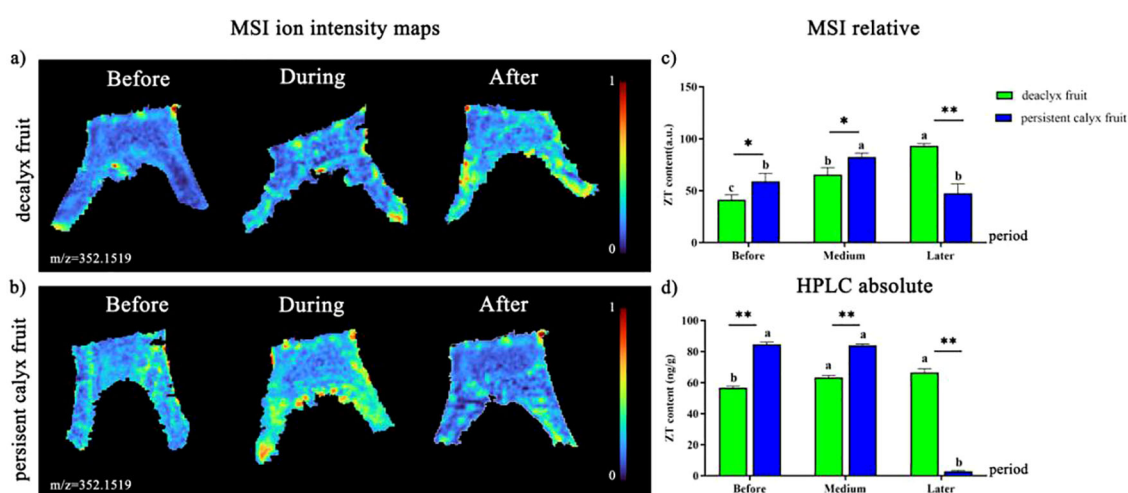 MSI ion intensity maps
MSI relative
a)
Before
During
After
1
0
decalyx fruit
m/z=352.1519
c)
150
100
50
0
ZT content(a.u.)
*
*
**
c
b
b
a
a
b
Before
Medium
Later
period
deaclyx fruit
persistent calyx fruit
b)
Before
During
After
1
0
persisent calyx fruit
m/z=352.1519
d)
HPLC absolute
100
80
60
40
20
0
ZT content (ng/g)
**
**
**
b
a
a
a
a
b
Before
Medium
Later
period